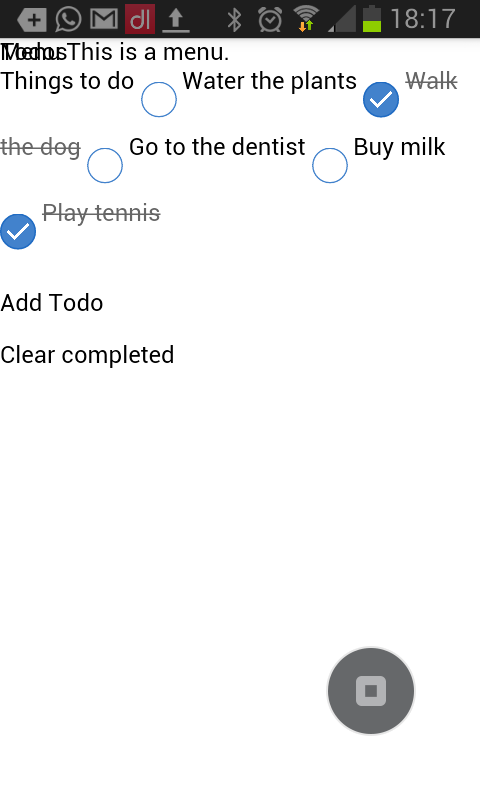 dl 18:17
Todos This is a menu.
Things to do Water the plants Walk
the dog Go to the dentist Buy milk
Play tennis
Add Todo
Clear completed